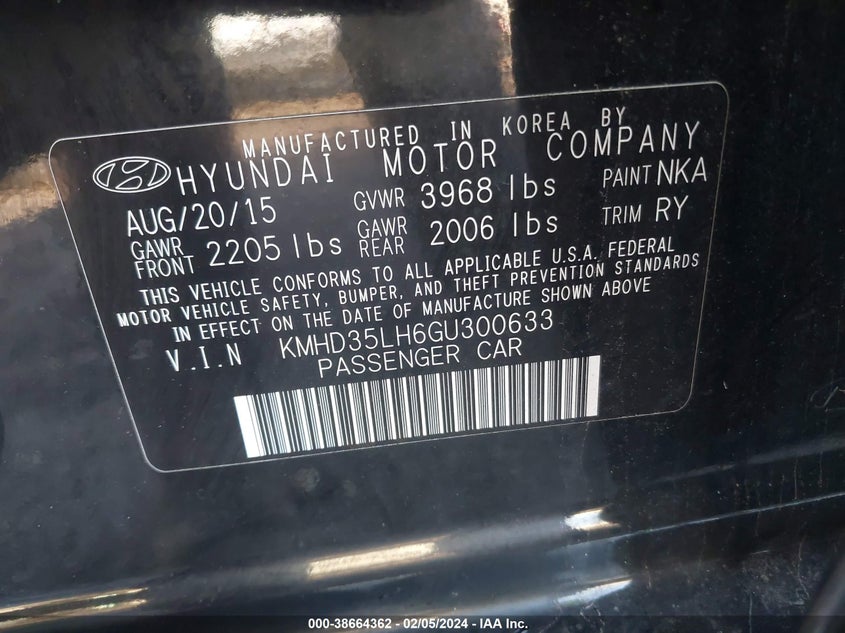 MANUFACTURED IN KOREA BY
HYUNDAI MOTOR COMPANY
AUG/20/15 GVWR 3968 lbs PAINT NKA
GAWR FRONT 2205 lbs GAWR REAR 2006 lbs TRIM RY
THIS VEHICLE CONFORMS TO ALL APPLICABLE U.S.A. FEDERAL
MOTOR VEHICLE SAFETY, BUMPER, AND THEFT PREVENTION STANDARDS
IN EFFECT ON THE DATE OF MANUFACTURE SHOWN ABOVE
V.I.N KMHD35LH6GU300633
PASSENGER CAR
000-38664362 - 02/05/2024 - IAA Inc.